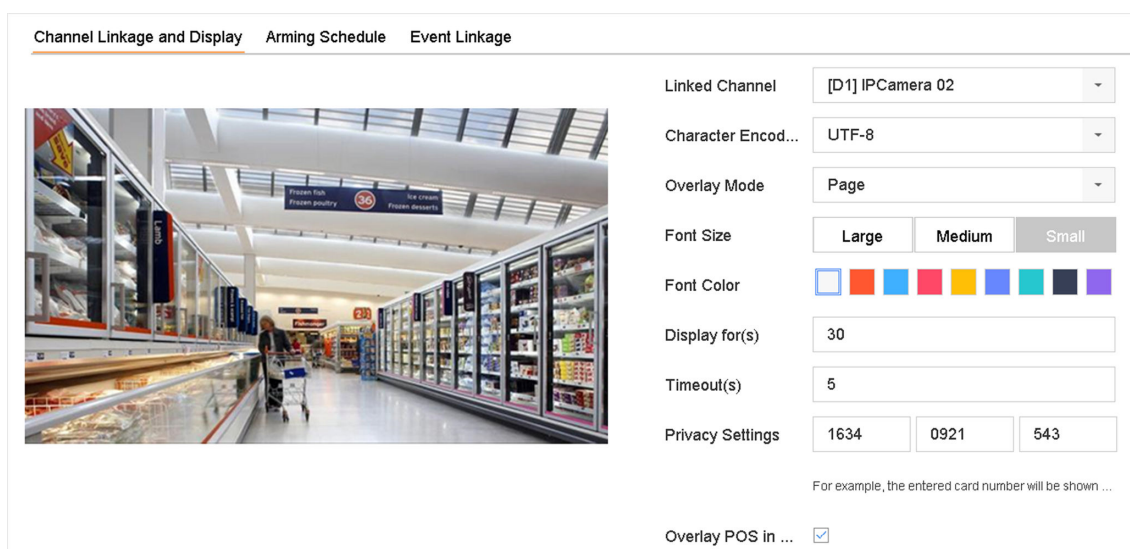 Channel Linkage and Display Arming Schedule Event Linkage
Linked Channel [D1] IPCamera 02
Character Encod... UTF-8
Overlay Mode Page
Font Size Large Medium Small
Font Color
Display for(s) 30
Timeout(s) 5
Privacy Settings 1634 0921 543
For example, the entered card number will be shown ...
Overlay POS in ...
Frozen fish
Frozen poultry
36
Ice cream
Frozen desserts
Lamb
Fishmonger